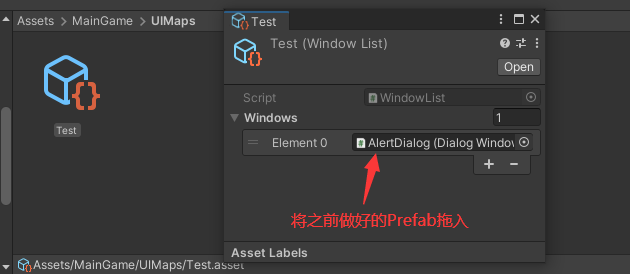 Assets > MainGame > UIMaps
Test
Test
Test (Window List)
Open
Script
WindowList
Windows
1
Element 0
AlertDialog (Dialog Window
将之前做好的Prefab拖入
Asset Labels
Assets/MainGame/UIMaps/Test.asset